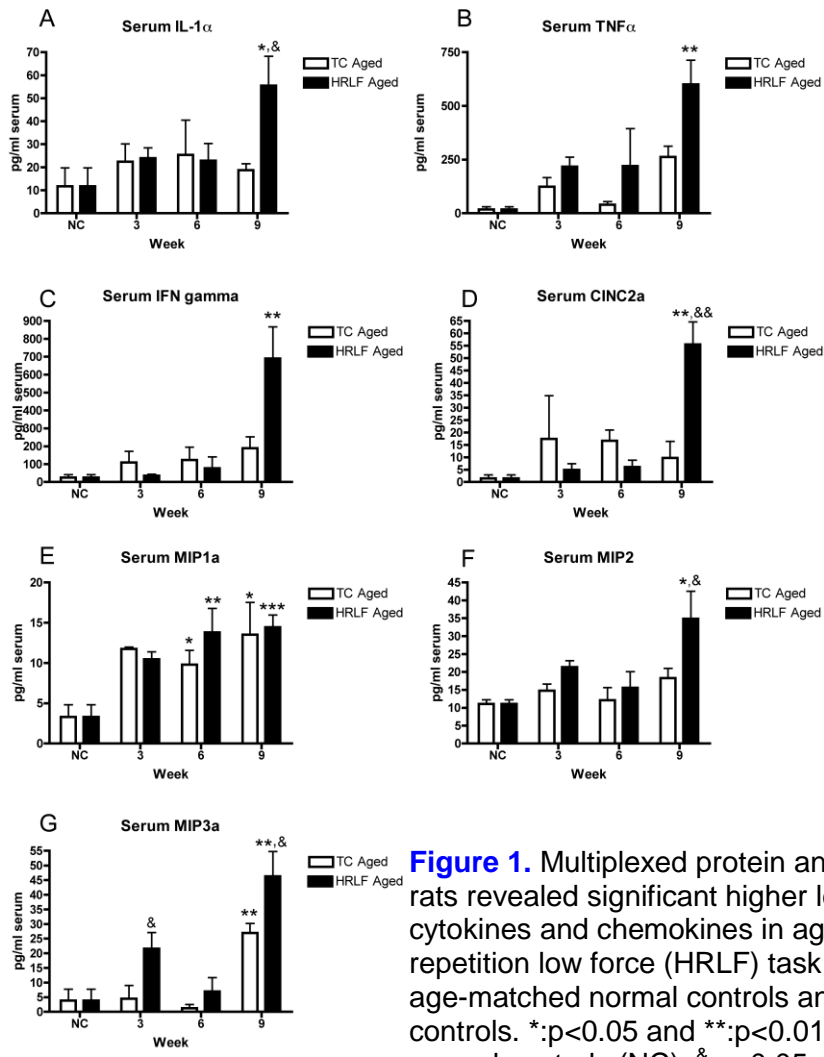 A
Serum IL-1α
pg/ml serum
70
60
50
40
30
20
10
0
*,&
TC Aged
HRLF Aged
NC 3 6 9
Week
B
Serum TNFα
pg/ml serum
750
500
250
0
**
TC Aged
HRLF Aged
NC 3 6 9
Week
C
Serum IFN gamma
pg/ml serum
900
800
700
600
500
400
300
200
100
0
**
TC Aged
HRLF Aged
NC 3 6 9
Week
D
Serum CINC2a
pg/ml serum
65
60
55
50
45
40
35
30
25
20
15
10
5
0
**,&&
TC Aged
HRLF Aged
NC 3 6 9
Week
E
Serum MIP1a
pg/ml serum
20
15
10
5
0
* ** * ***
TC Aged
HRLF Aged
NC 3 6 9
Week
F
Serum MIP2
pg/ml serum
45
40
35
30
25
20
15
10
5
0
*,&
TC Aged
HRLF Aged
NC 3 6 9
Week
G
Serum MIP3a
pg/ml serum
55
50
45
40
35
30
25
20
15
10
5
0
& ** **,&
TC Aged
HRLF Aged
NC 3 6 9
Week
Figure 1. Multiplexed protein an
rats revealed significant higher le
cytokines and chemokines in ag
repetition low force (HRLF) task
age-matched normal controls an
controls. *:p<0.05 and **:p<0.01
(NC)